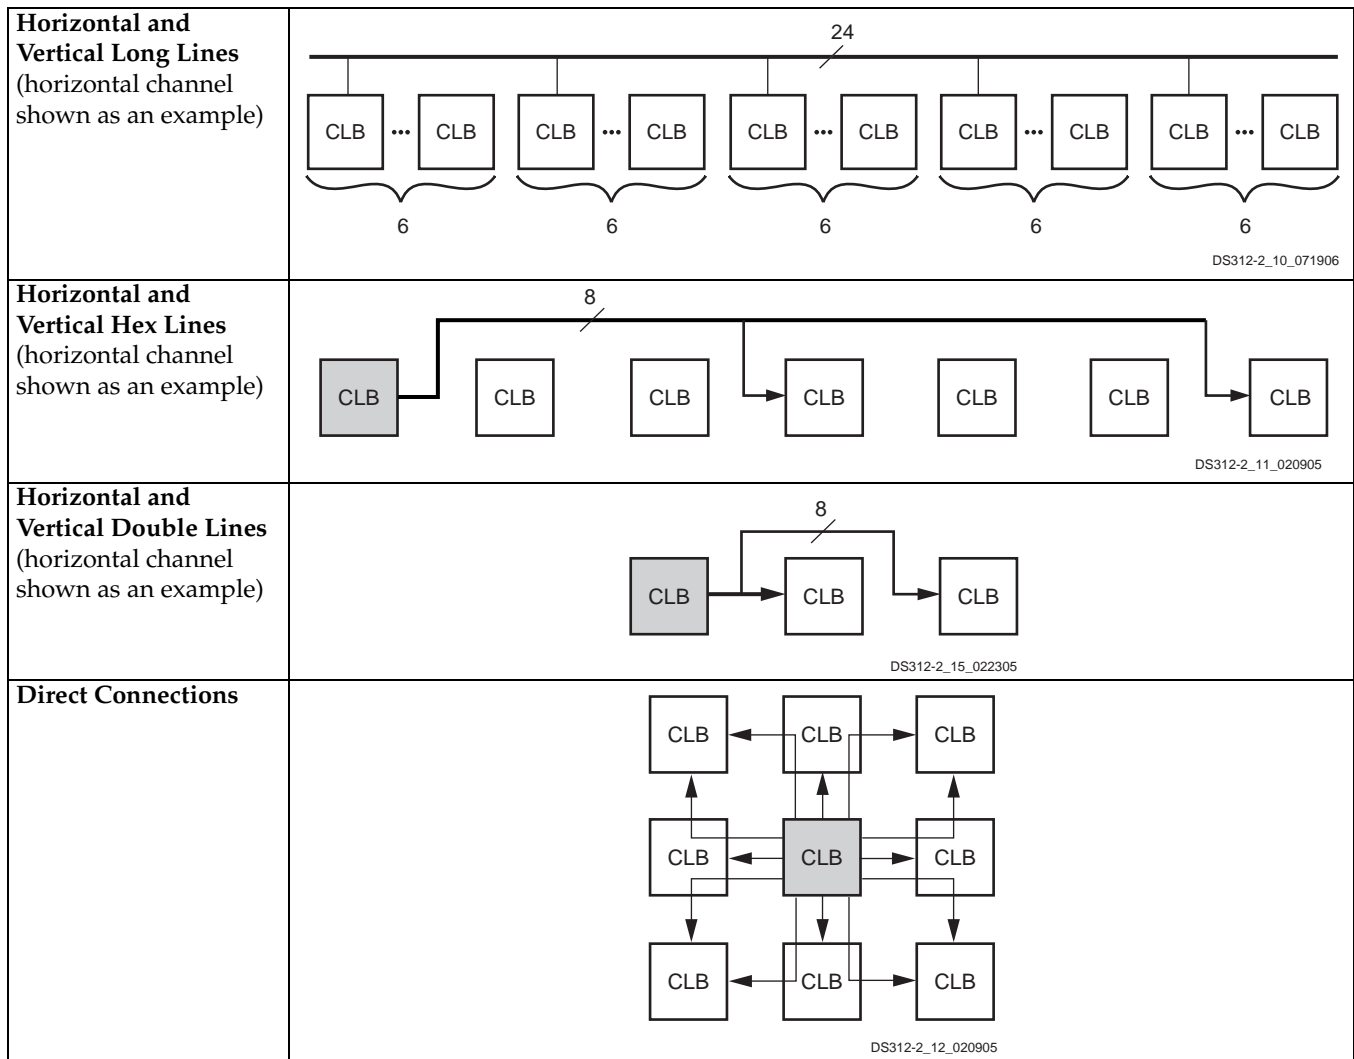 Horizontal and
Vertical Long Lines
(horizontal channel
shown as an example)
24
CLB ••• CLB CLB ••• CLB CLB ••• CLB CLB ••• CLB CLB ••• CLB
6 6 6 6 6
DS312-2_10_071906
Horizontal and
Vertical Hex Lines
(horizontal channel
shown as an example)
8
CLB CLB CLB CLB CLB CLB CLB
DS312-2_11_020905
Horizontal and
Vertical Double Lines
(horizontal channel
shown as an example)
8
CLB CLB CLB
DS312-2_15_022305
Direct Connections
CLB CLB CLB
CLB CLB CLB
CLB CLB CLB
DS312-2_12_020905